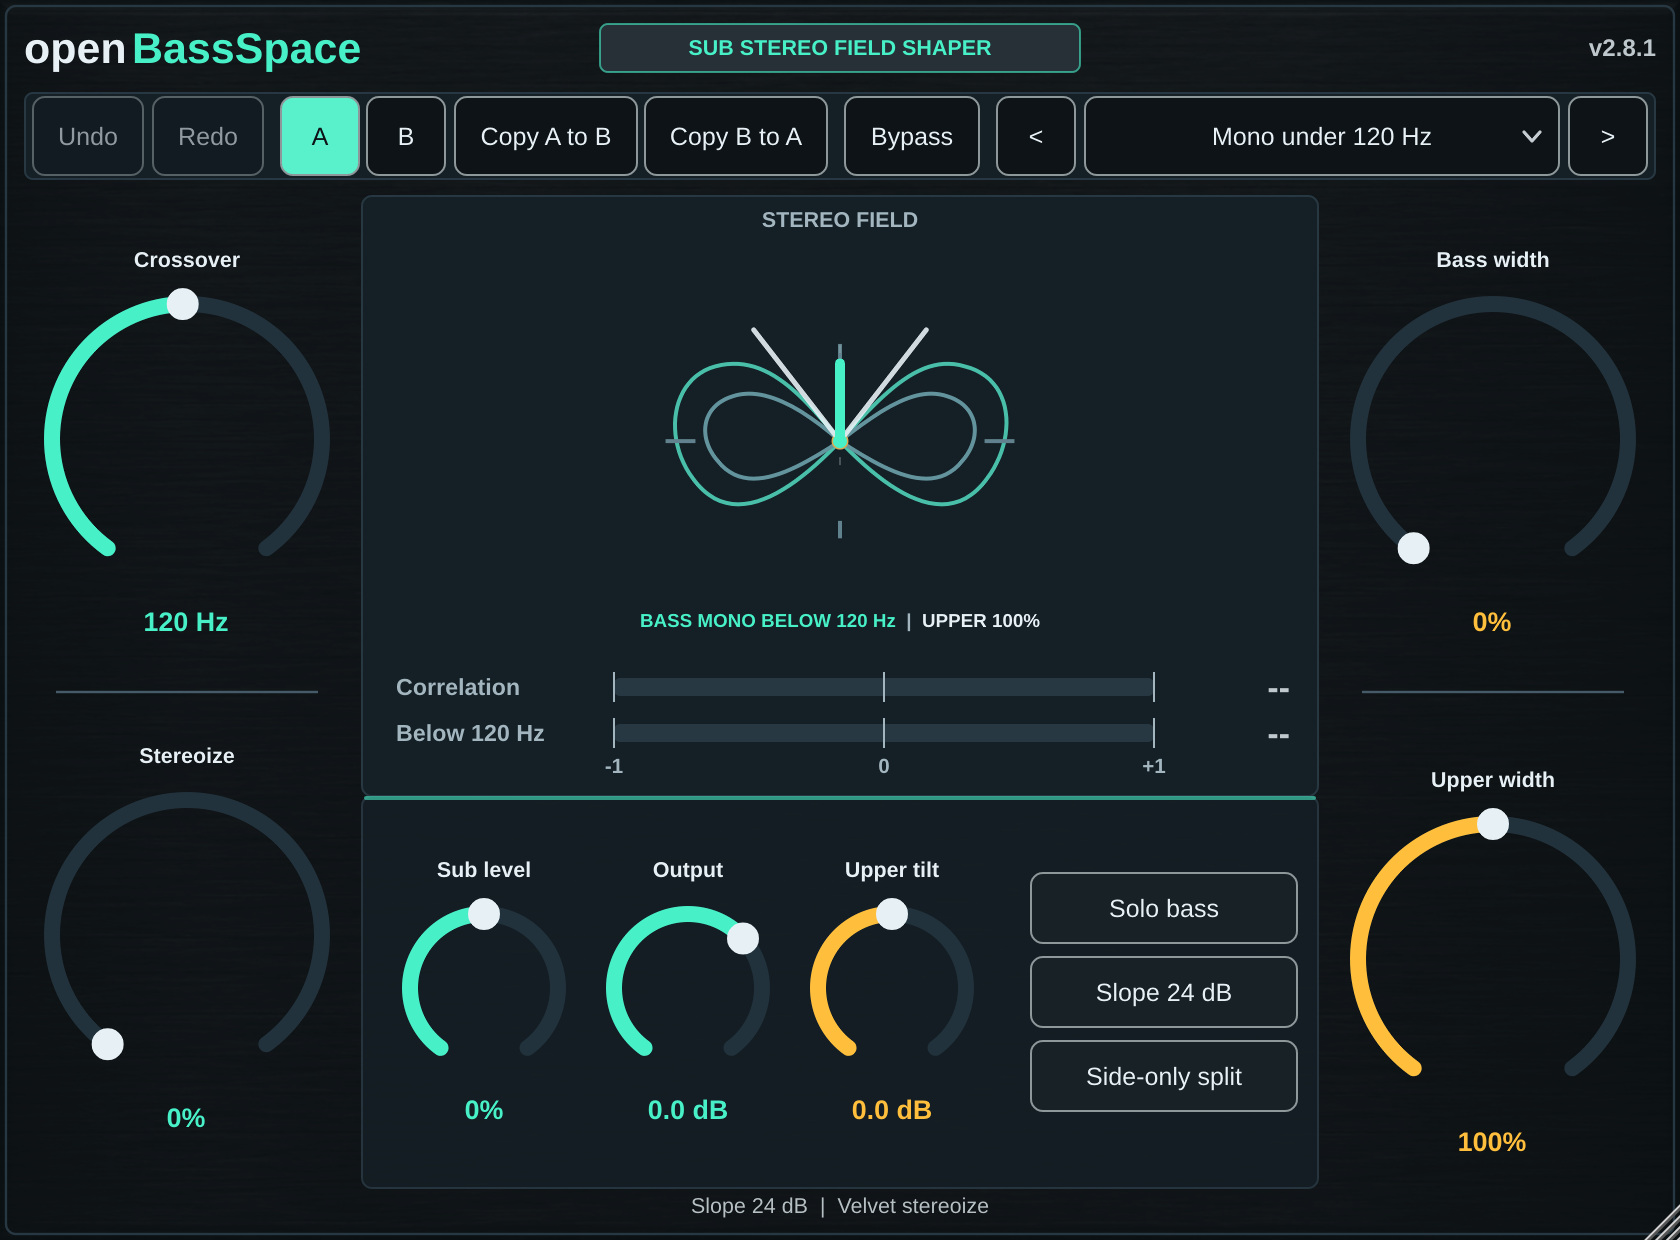 openBassSpace
SUB STEREO FIELD SHAPER
v2.8.1
Undo
Redo
A
B
Copy A to B
Copy B to A
Bypass
<
Mono under 120 Hz
>
STEREO FIELD
Crossover
120 Hz
Bass width
0%
BASS MONO BELOW 120 Hz | UPPER 100%
Correlation
--
Below 120 Hz
--
-1
0
+1
Stereoize
0%
Upper width
100%
Sub level
0%
Output
0.0 dB
Upper tilt
0.0 dB
Solo bass
Slope 24 dB
Side-only split
Slope 24 dB | Velvet stereoize